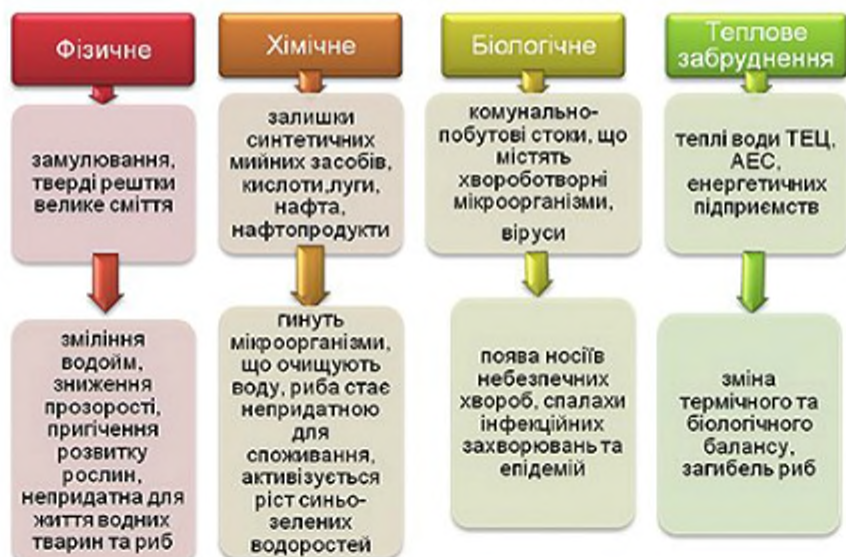 Фізичне
замулювання,
тверді рештки
велике сміття
зміління
водойм,
зниження
прозорості,
пригічення
розвитку
рослин,
непридатна для
життя водних
тварин та риб
Хімічне
залишки
синтетичних
мийних засобів,
кислоти,луги,
нафта,
нафтопродукти
гинуть
мікроорганізми,
що очищують
воду, риба стає
непридатною
для
споживання,
активізується
ріст синьо-
зелених
водоростей
Біологічне
комунально-
побутові стоки, що
містять
хвороботворні
мікроорганізми,
віруси
поява носіїв
небезпечних
хвороб, спалахи
інфекційних
захворювань та
епідемій
Теплове
забруднення
теплі води ТЕЦ,
АЕС,
енергетичних
підприємств
зміна
термічного та
біологічного
балансу,
загибель риб